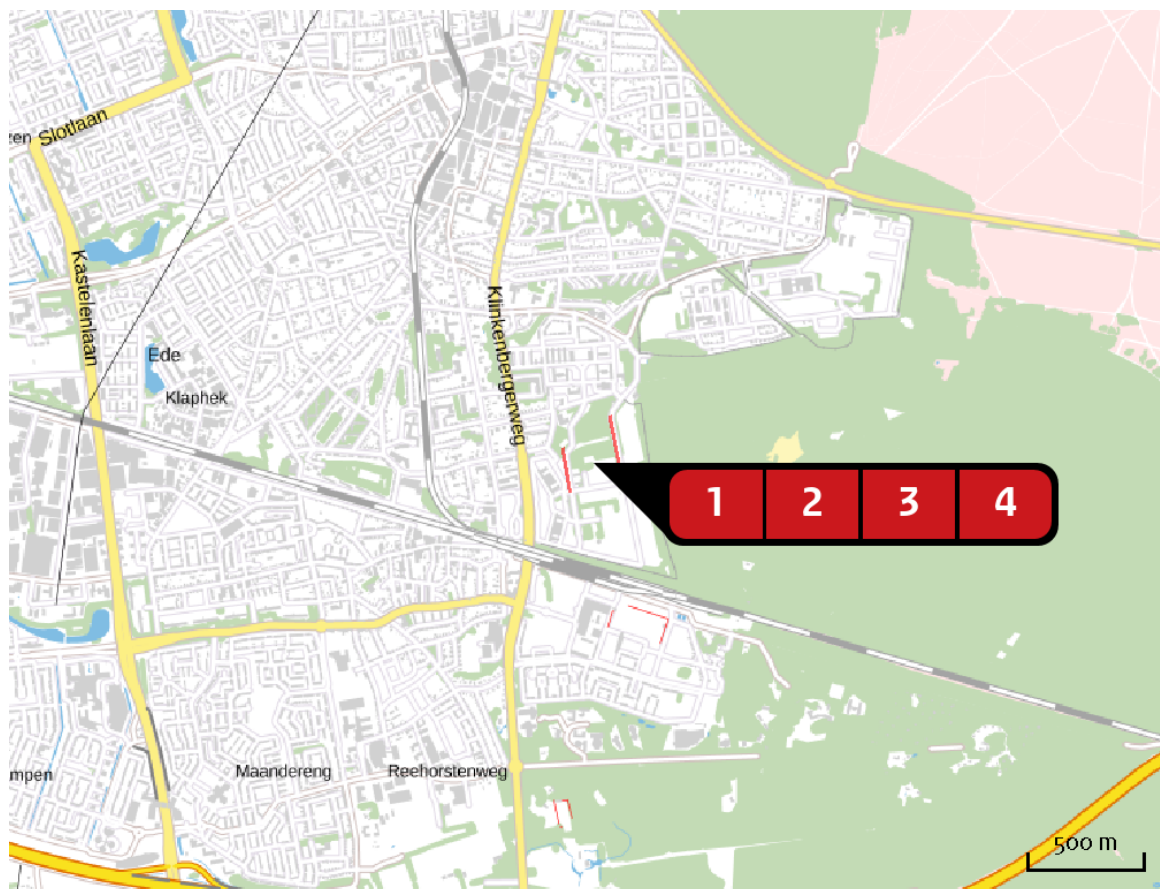 zen Slotlaan
Kastelenlaan
Klinkenbergerweg
Ede
Klaphek
1 2 3 4
mpen
Maandereng
Reehorstenweg
500 m